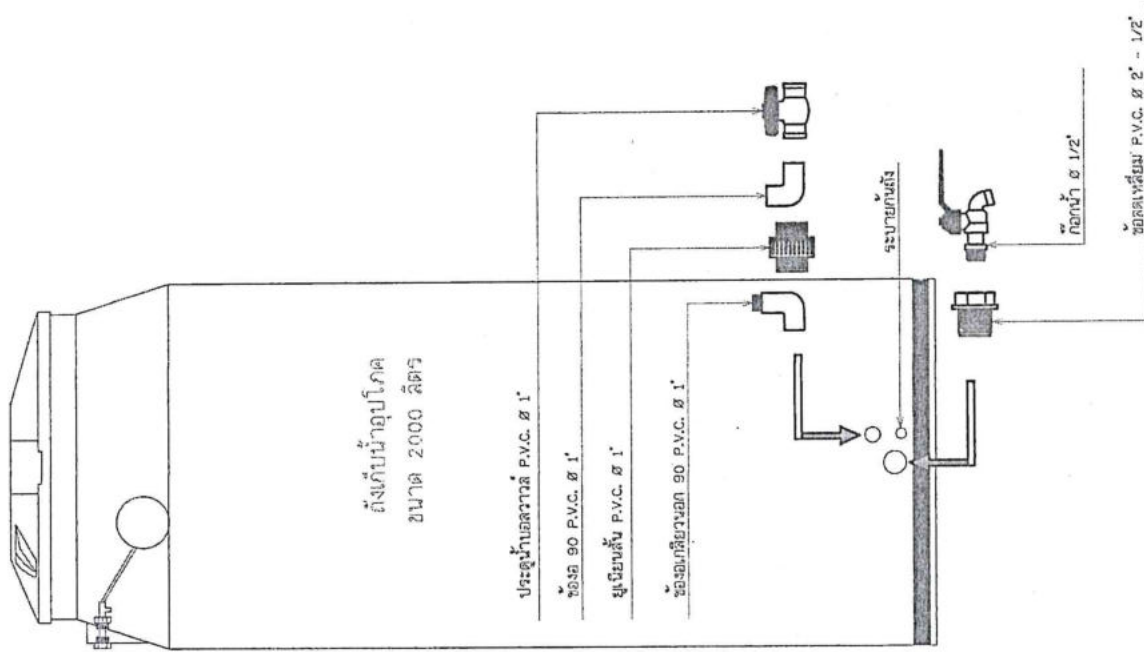 ถังเก็บน้ำอุปโภค
ขนาด 2000 ลิตร
ประตูน้ำบอลวาวล์ P.V.C. Ø 1"
ข้องอ 90 P.V.C. Ø 1"
ยูเนียนสั้น P.V.C. Ø 1"
ข้องอเกลียวนอก 90 P.V.C. Ø 1"
ระบายก้นถัง
ก๊อกน้ำ Ø 1/2"
ข้อลดเหลี่ยม P.V.C. Ø 2" - 1/2"